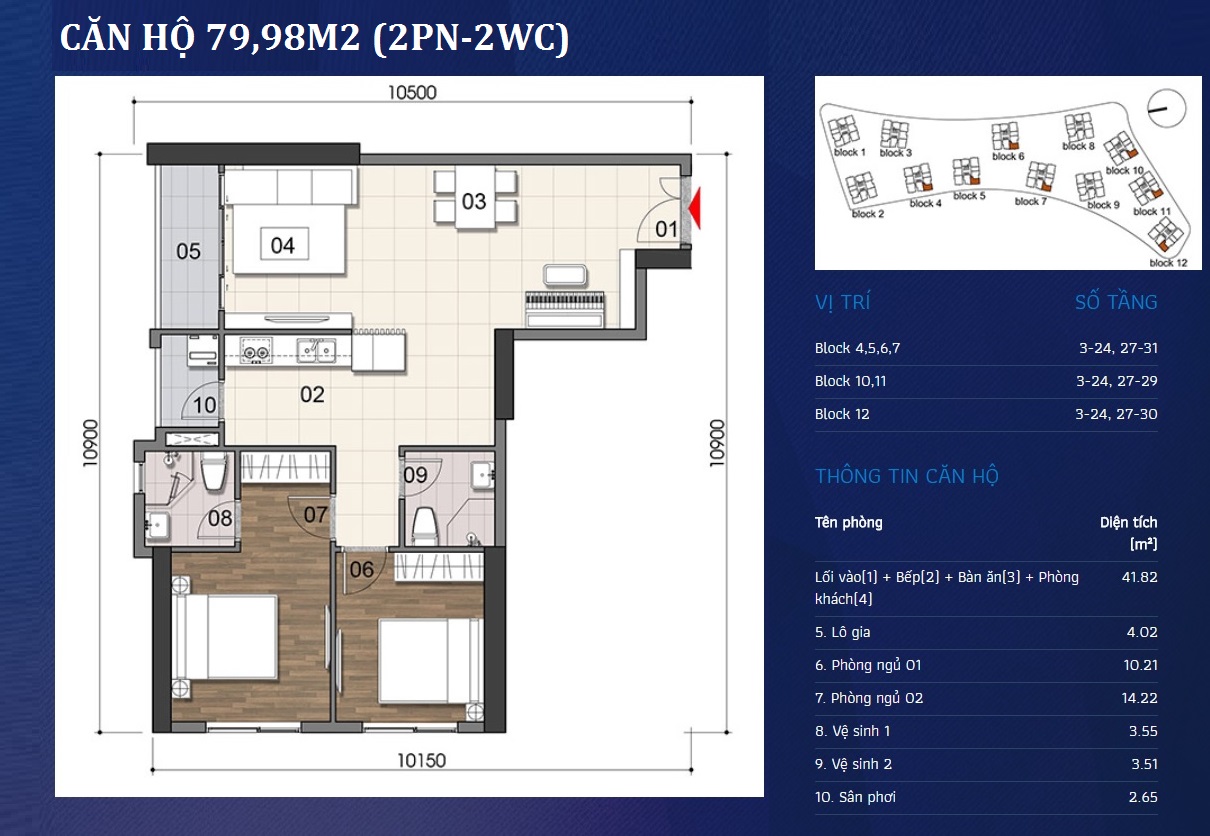 CĂN HỘ 79,98M2 (2PN-2WC)
10500
03
01
04
05
02
10
10900
10900
09
08
07
06
10150
block 1
block 3
block 6
block 8
block 10
block 2
block 4
block 5
block 7
block 9
block 11
block 12
VỊ TRÍ SỐ TẦNG
Block 4,5,6,7 3-24, 27-31
Block 10,11 3-24, 27-29
Block 12 3-24, 27-30
THÔNG TIN CĂN HỘ
Tên phòng Diện tích
[m²]
Lối vào[1] + Bếp[2] + Bàn ăn[3] + Phòng 41.82
khách[4]
5. Lô gia 4.02
6. Phòng ngủ 01 10.21
7. Phòng ngủ 02 14.22
8. Vệ sinh 1 3.55
9. Vệ sinh 2 3.51
10. Sân phơi 2.65